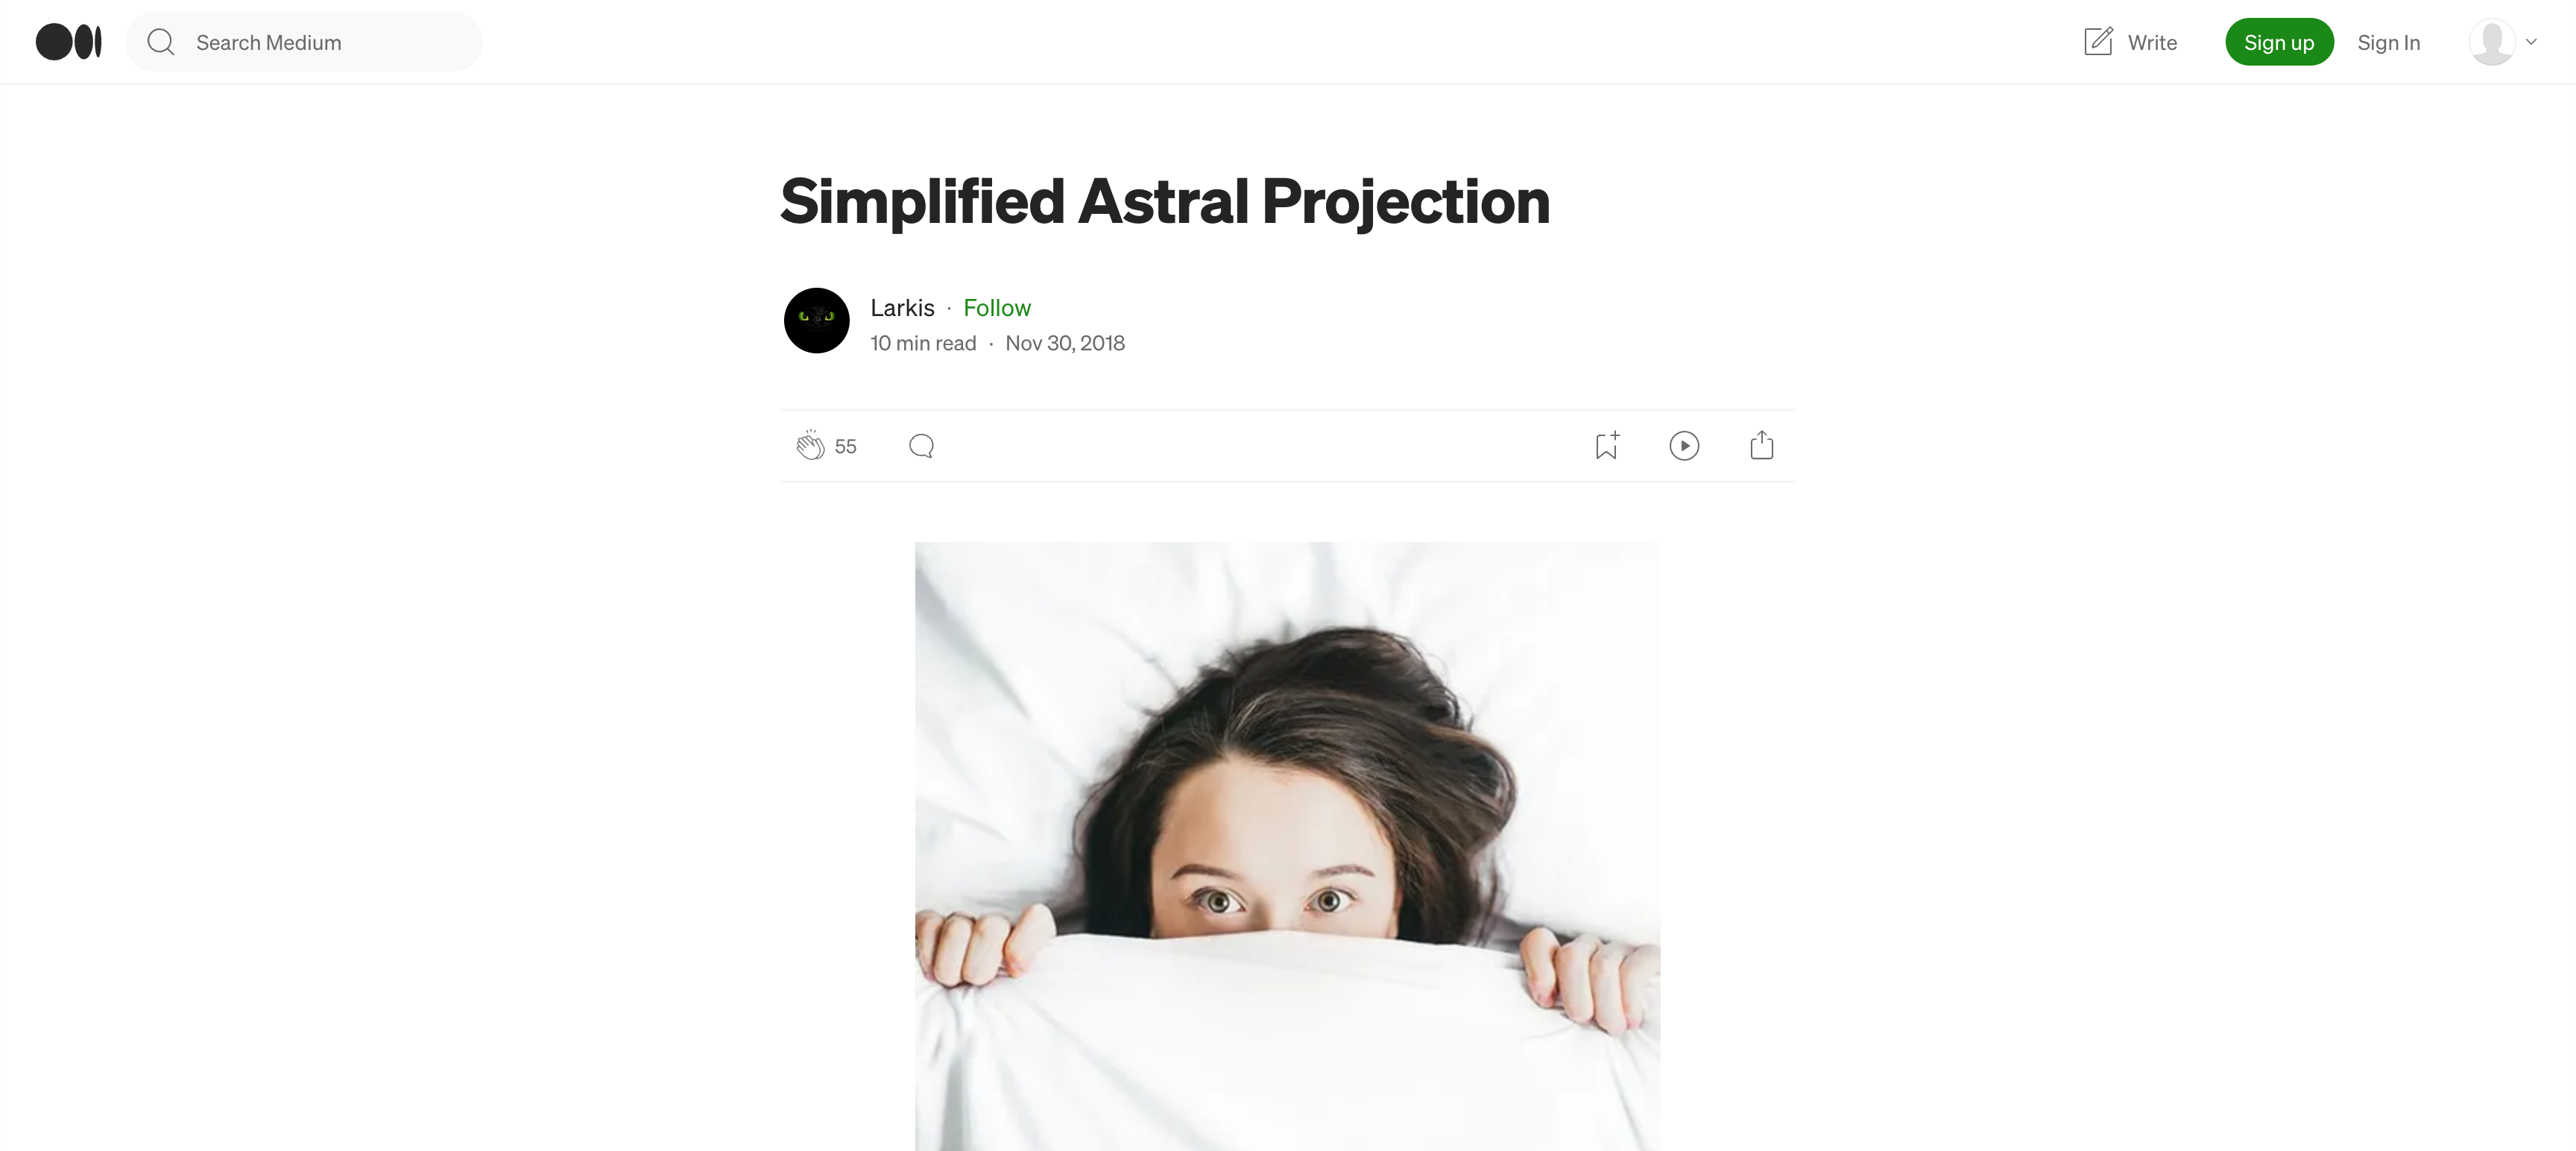 Search Medium
Write
Sign up
Sign In
Simplified Astral Projection
Larkis · Follow
10 min read · Nov 30, 2018
55